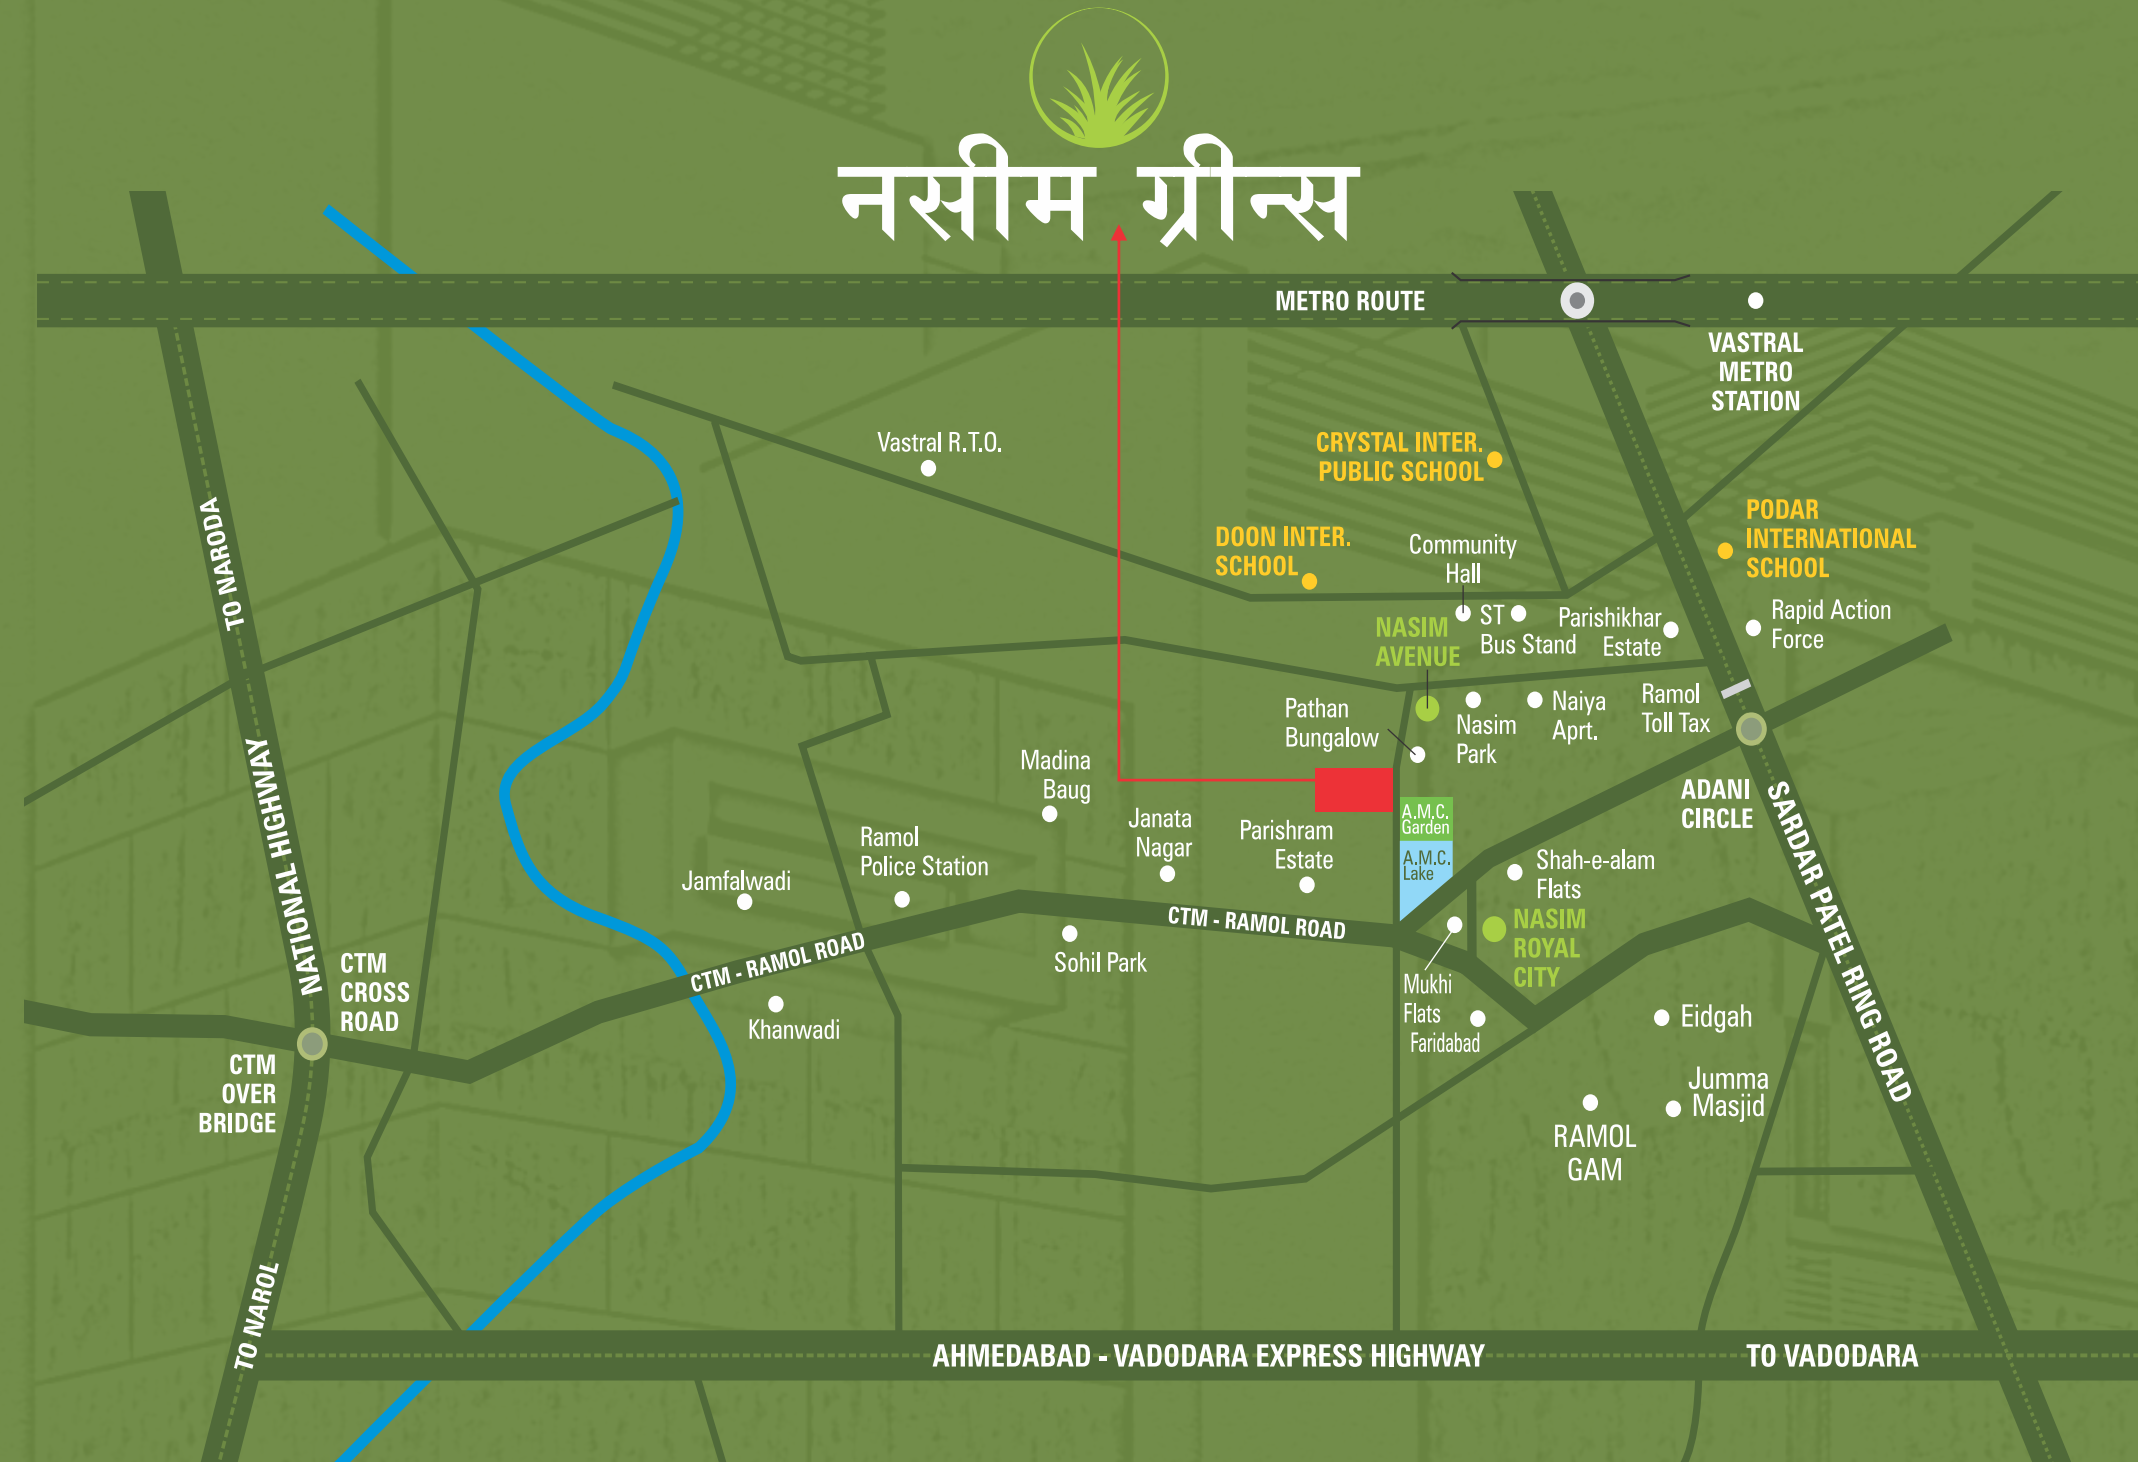 नसीम ग्रीन्स
METRO ROUTE
VASTRAL
METRO
STATION
Vastral R.T.O.
CRYSTAL INTER.
PUBLIC SCHOOL
TO NARODA
PODAR
INTERNATIONAL
SCHOOL
DOON INTER.
SCHOOL
Community
Hall
ST
Bus Stand
Parishikhar
Estate
Rapid Action
Force
NASIM
AVENUE
Pathan
Bungalow
Nasim
Park
Naiya
Aprt.
Ramol
Toll Tax
NATIONAL HIGHWAY
Madina
Baug
ADANI
CIRCLE
SARDAR PATEL RING ROAD
A.M.C.
Garden
A.M.C.
Lake
Janata
Nagar
Parishram
Estate
Ramol
Police Station
Jamfalwadi
Shah-e-alam
Flats
CTM - RAMOL ROAD
CTM - RAMOL ROAD
NASIM
ROYAL
CITY
CTM
CROSS
ROAD
Sohil Park
Mukhi
Flats
Khanwadi
Faridabad
Eidgah
CTM
OVER
BRIDGE
Jumma
Masjid
RAMOL
GAM
TO NAROL
AHMEDABAD - VADODARA EXPRESS HIGHWAY
TO VADODARA